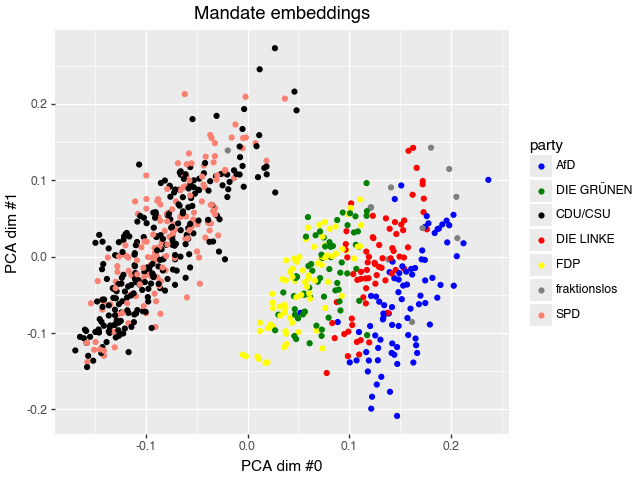 Mandate embeddings
0.2
0.1
0.0
-0.1
-0.2
PCA dim #1
-0.1
0.0
0.1
0.2
PCA dim #0
party
AfD
DIE GRÜNEN
CDU/CSU
DIE LINKE
FDP
fraktionslos
SPD